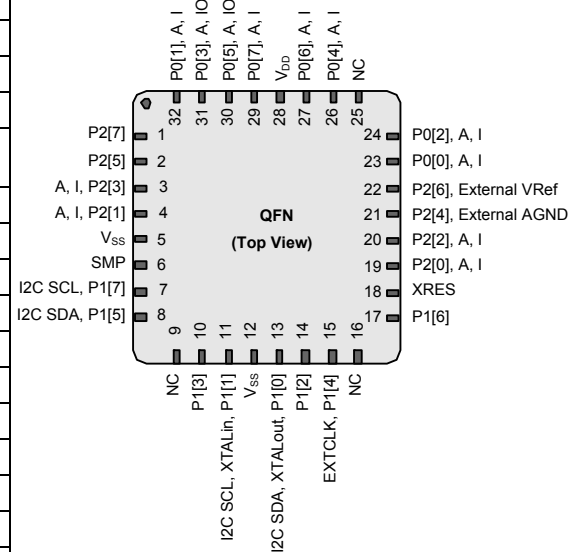 P0[1], A, I
P0[3], A, IO
P0[5], A, IO
P0[7], A, I
VDD
P0[6], A, I
P0[4], A, I
NC
32
31
30
29
28
27
26
25
P2[7] 1
P2[5] 2
A, I, P2[3] 3
A, I, P2[1] 4
VSS 5
SMP 6
I2C SCL, P1[7] 7
I2C SDA, P1[5] 8
QFN
(Top View)
24 P0[2], A, I
23 P0[0], A, I
22 P2[6], External VRef
21 P2[4], External AGND
20 P2[2], A, I
19 P2[0], A, I
18 XRES
17 P1[6]
9
10
11
12
13
14
15
16
NC
P1[3]
I2C SCL, XTALin, P1[1]
VSS
I2C SDA, XTALout, P1[0]
P1[2]
EXTCLK, P1[4]
NC